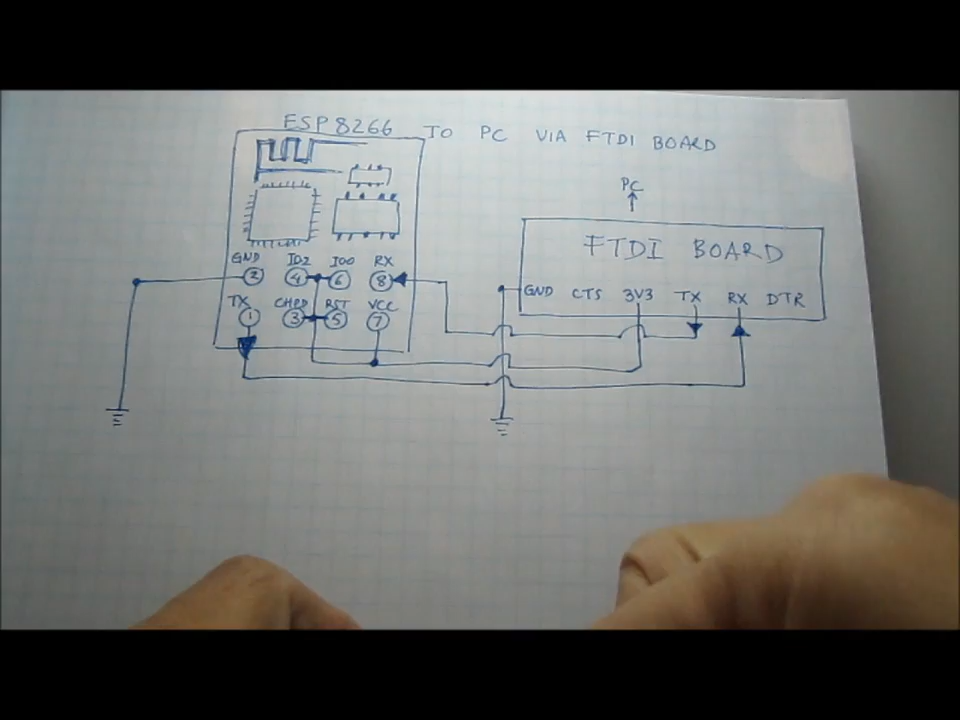 ESP8266 TO PC VIA FTDI BOARD
PC
FTDI BOARD
GND IO2 IO0 RX
2 4 6 8
TX CHPD RST VCC
1 3 5 7
GND CTS 3V3 TX RX DTR